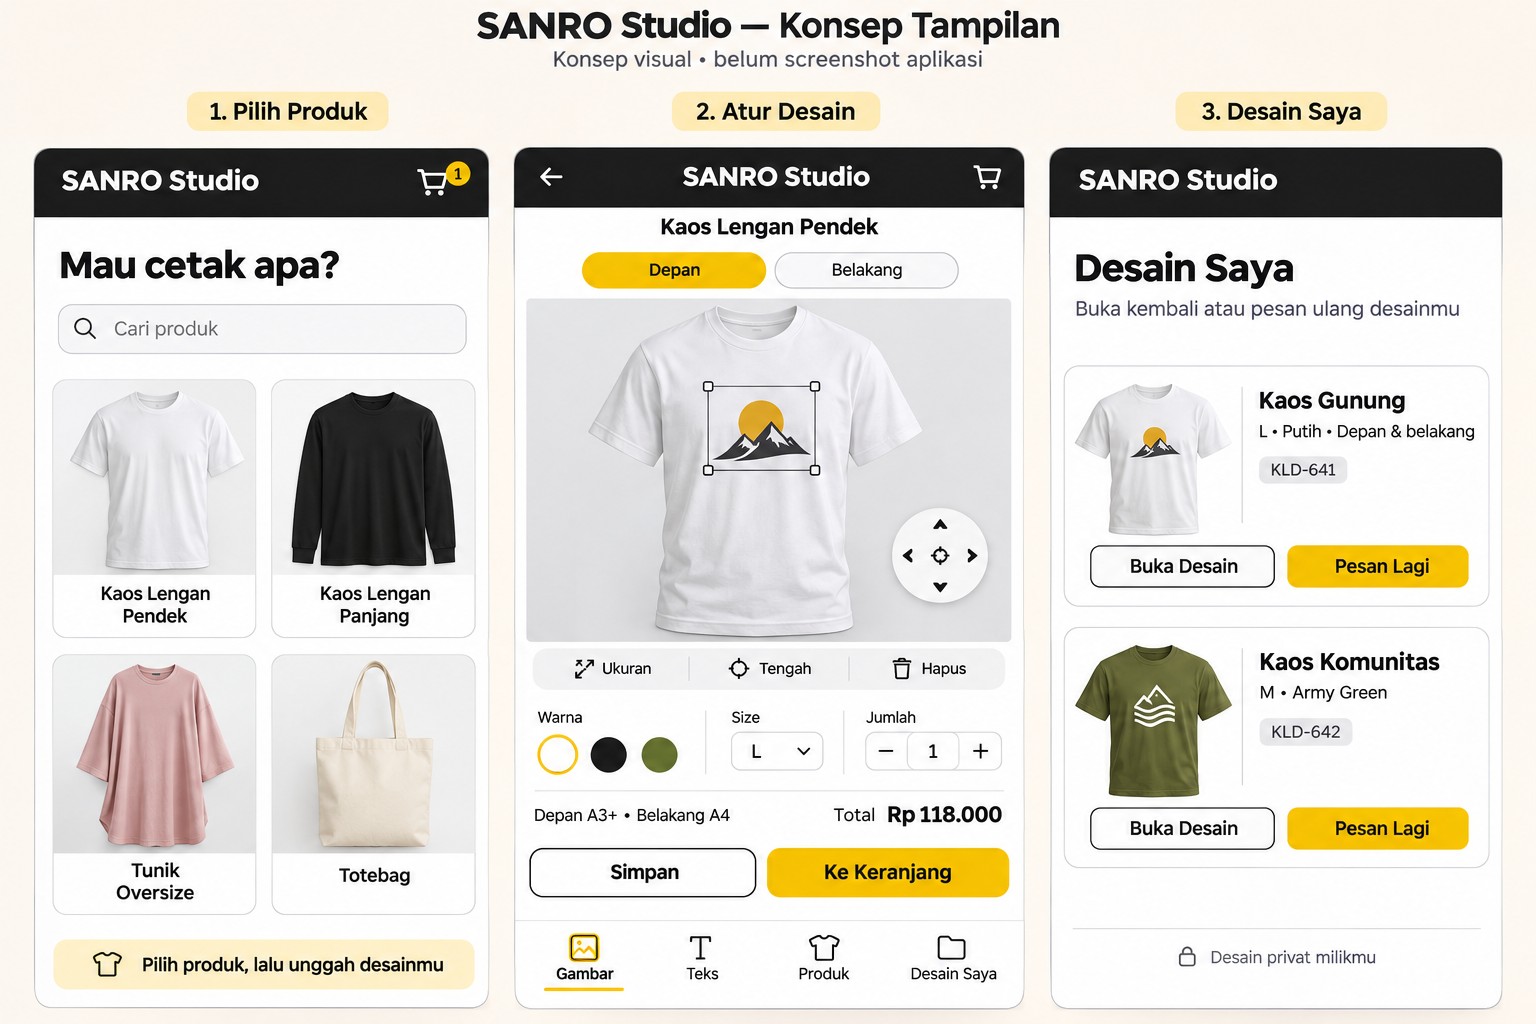 SANRO Studio — Konsep Tampilan
Konsep visual • belum screenshot aplikasi
1. Pilih Produk
SANRO Studio
1
Mau cetak apa?
Cari produk
Kaos Lengan
Pendek
Kaos Lengan
Panjang
Tunik
Oversize
Totebag
Pilih produk, lalu unggah desainmu
2. Atur Desain
SANRO Studio
Kaos Lengan Pendek
Depan
Belakang
Ukuran
Tengah
Hapus
Warna
Size
Jumlah
L
1
Depan A3+ • Belakang A4
Total Rp 118.000
Simpan
Ke Keranjang
Gambar
Teks
Produk
Desain Saya
3. Desain Saya
SANRO Studio
Desain Saya
Buka kembali atau pesan ulang desainmu
Kaos Gunung
L • Putih • Depan & belakang
KLD-641
Buka Desain
Pesan Lagi
Kaos Komunitas
M • Army Green
KLD-642
Buka Desain
Pesan Lagi
Desain privat milikmu